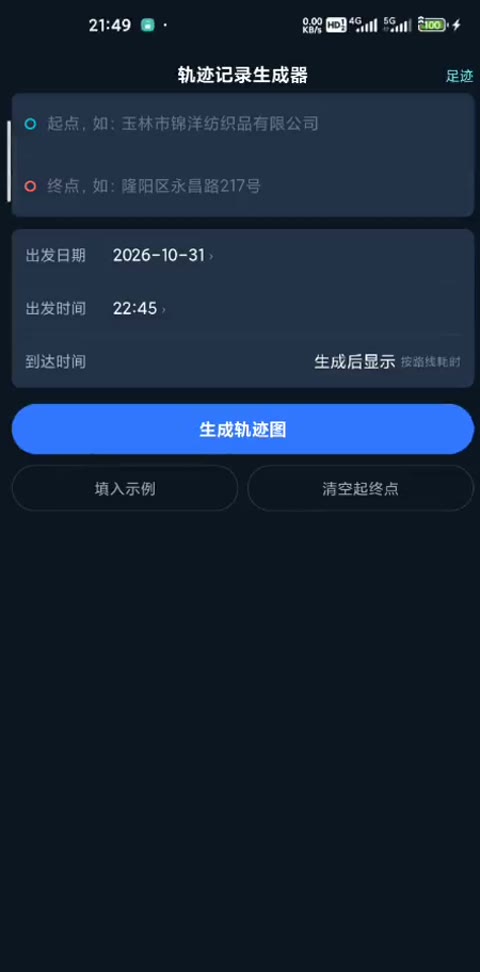 21:49
0.00 KB/s HD 4G 5G 100
轨迹记录生成器
足迹
起点，如：玉林市锦洋纺织品有限公司
终点，如：隆阳区永昌路217号
出发日期 2026-10-31 ›
出发时间 22:45 ›
到达时间 生成后显示 按路线耗时
生成轨迹图
填入示例 清空起终点